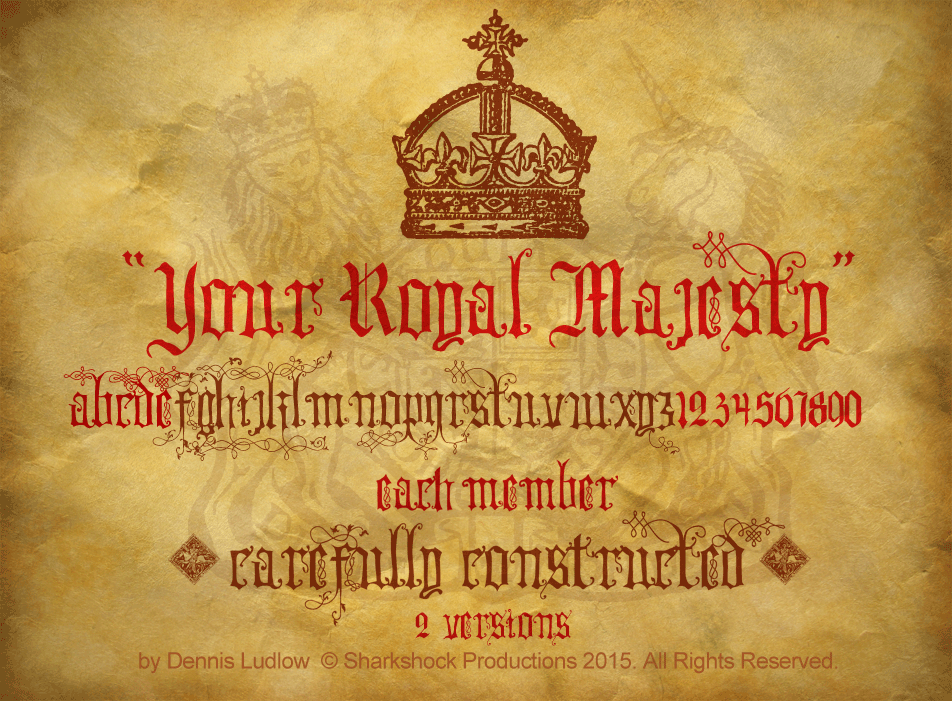 "Your Royal Majesty"
abcdefghijklmnopqrstuvwxyz1234567890
each member
carefully constructed
2 versions
by Dennis Ludlow © Sharkshock Productions 2015. All Rights Reserved.